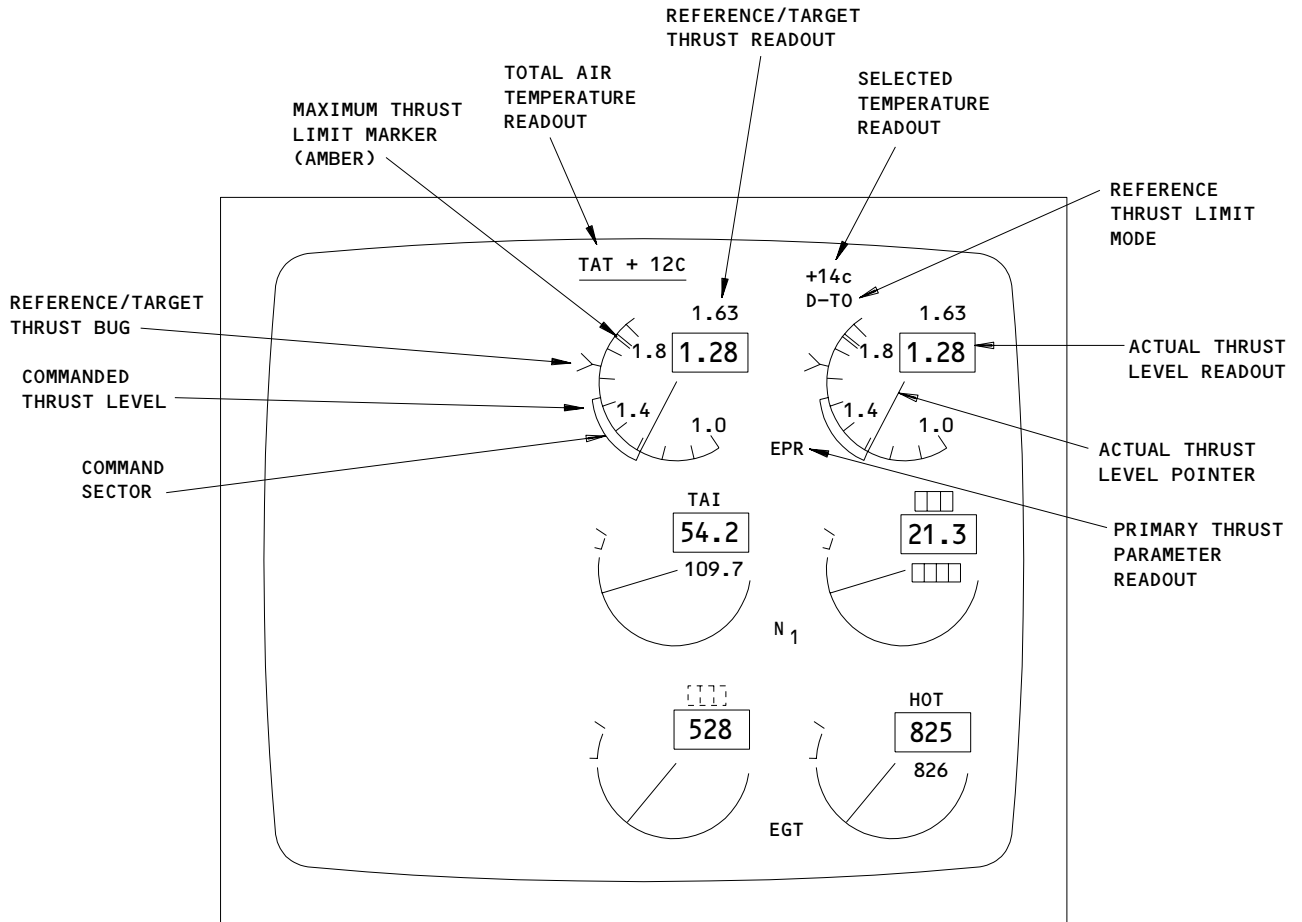 REFERENCE/TARGET
THRUST READOUT
TOTAL AIR
TEMPERATURE
READOUT
SELECTED
TEMPERATURE
READOUT
MAXIMUM THRUST
LIMIT MARKER
(AMBER)
REFERENCE
THRUST LIMIT
MODE
TAT + 12C
+14c
D-TO
REFERENCE/TARGET
THRUST BUG
1.63
1.63
1.8
1.28
1.8
1.28
ACTUAL THRUST
LEVEL READOUT
COMMANDED
THRUST LEVEL
1.4
1.0
1.4
1.0
EPR
ACTUAL THRUST
LEVEL POINTER
COMMAND
SECTOR
TAI
54.2
109.7
21.3
PRIMARY THRUST
PARAMETER
READOUT
N1
528
HOT
825
826
EGT